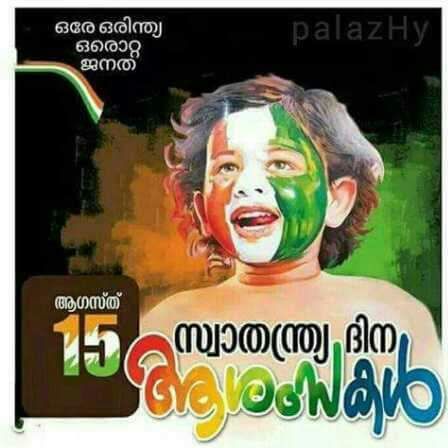 ഒരേ ഒരിന്ത്യ
ഒരൊറ്റ
ജനത
palazHy
ആഗസ്ത്
15
സ്വാതന്ത്ര്യ ദിന
ആശംസകൾ